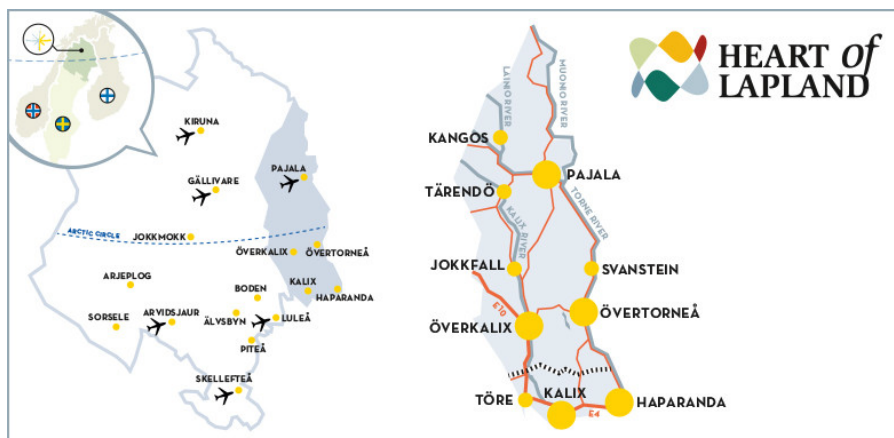 HEART of
LAPLAND
KIRUNA
PAJALA
GÄLLIVARE
ARCTIC CIRCLE
JOKKMOKK
ÖVERKALIX
ÖVERTORNEÅ
ARJEPLOG
BODEN
KALIX
HAPARANDA
SORSELE
ARVIDSJAUR
ÄLVSBYN
LULEÅ
PITEÅ
SKELLEFTEÅ
LAINIO RIVER
MUONIO RIVER
KANGOS
PAJALA
TÄRENDÖ
KALIX
RIVER
TORNE RIVER
JOKKFALL
SVANSTEIN
E10
ÖVERKALIX
ÖVERTORNEÅ
TÖRE
KALIX
E4
HAPARANDA